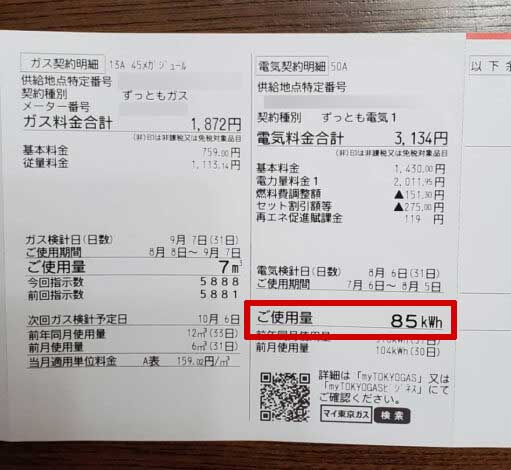 ガス契約明細 13A 45メガジュール
供給地点特定番号
契約種別 ずっともガス
メーター番号
ガス料金合計 1,872円
(非)印は非課税又は免税対象品目
基本料金 759.00円
従量料金 1,113.14円
ガス検針日(日数) 9月 7日(31日)
ご使用期間 8月 8日～ 9月 7日
ご使用量 7m³
今回指示数 5888
前回指示数 5881
次回ガス検針予定日 10月 6日
前年同月使用量 12m³(33日)
前月使用量 6m³(31日)
当月適用単位料金 A表 159.02円/m³
電気契約明細 50A
供給地点特定番号
契約種別 ずっとも電気1
電気料金合計 3,134円
(非)印は非課税又は免税対象品目
基本料金 1,430.00円
電力量料金1 2,011.95円
燃料費調整額 ▲151.30円
セット割引額等 ▲275.00円
再エネ促進賦課金 119 円
電気検針日(日数) 8月 6日(31日)
ご使用期間 7月 6日～ 8月 5日
ご使用量 85kWh
前年同月使用量
前月使用量 104kWh(30日)
詳細は「myTOKYOGAS」又は
「myTOKYOGASビジネス」にて
ご確認ください。
マイ東京ガス 検索
以下余